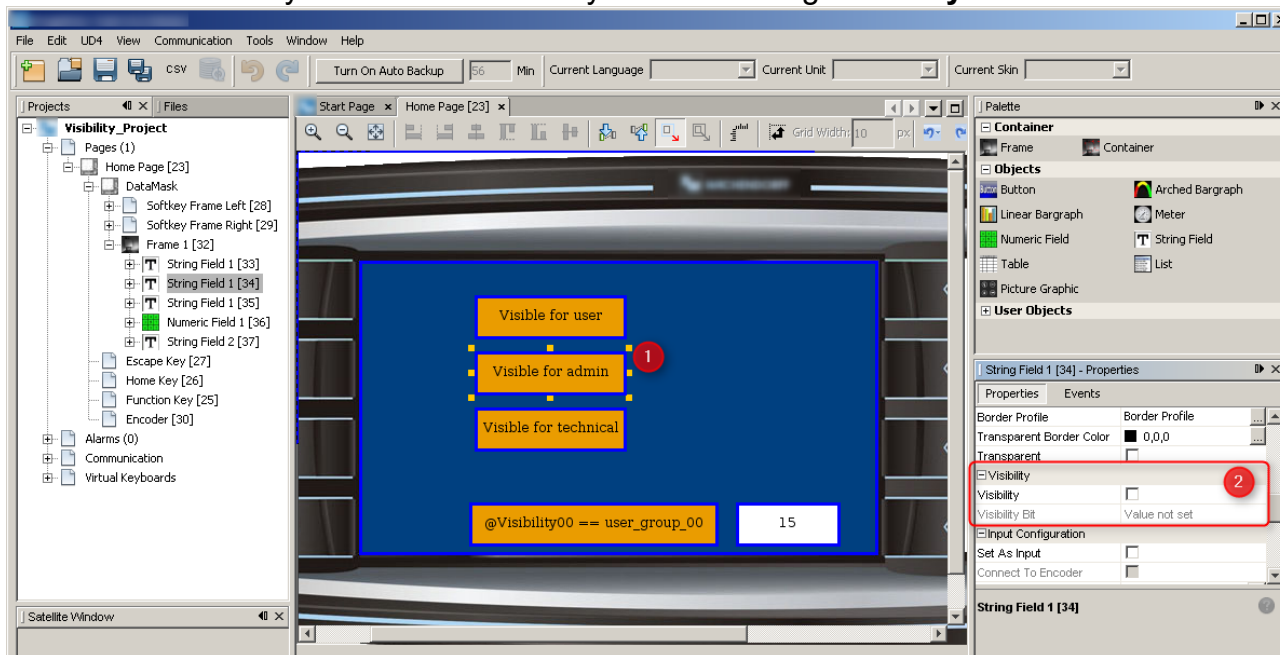 File Edit UD4 View Communication Tools Window Help
CSV Turn On Auto Backup 56 Min Current Language Current Unit Current Skin
Projects Files
Visibility_Project
Pages (1)
Home Page [23]
DataMask
Softkey Frame Left [28]
Softkey Frame Right [29]
Frame 1 [32]
String Field 1 [33]
String Field 1 [34]
String Field 1 [35]
Numeric Field 1 [36]
String Field 2 [37]
Escape Key [27]
Home Key [26]
Function Key [25]
Encoder [30]
Alarms (0)
Communication
Virtual Keyboards
Satellite Window
Start Page Home Page [23]
Grid Width: 10 px
Visible for user
Visible for admin
1
Visible for technical
@Visibility00 == user_group_00 15
Palette
Container
Frame Container
Objects
Button Arched Bargraph
Linear Bargraph Meter
Numeric Field String Field
Table List
Picture Graphic
User Objects
String Field 1 [34] - Properties
Properties Events
Border Profile Border Profile ...
Transparent Border Color 0,0,0 ...
Transparent
Visibility
2
Visibility
Visibility Bit Value not set
Input Configuration
Set As Input
Connect To Encoder
String Field 1 [34]